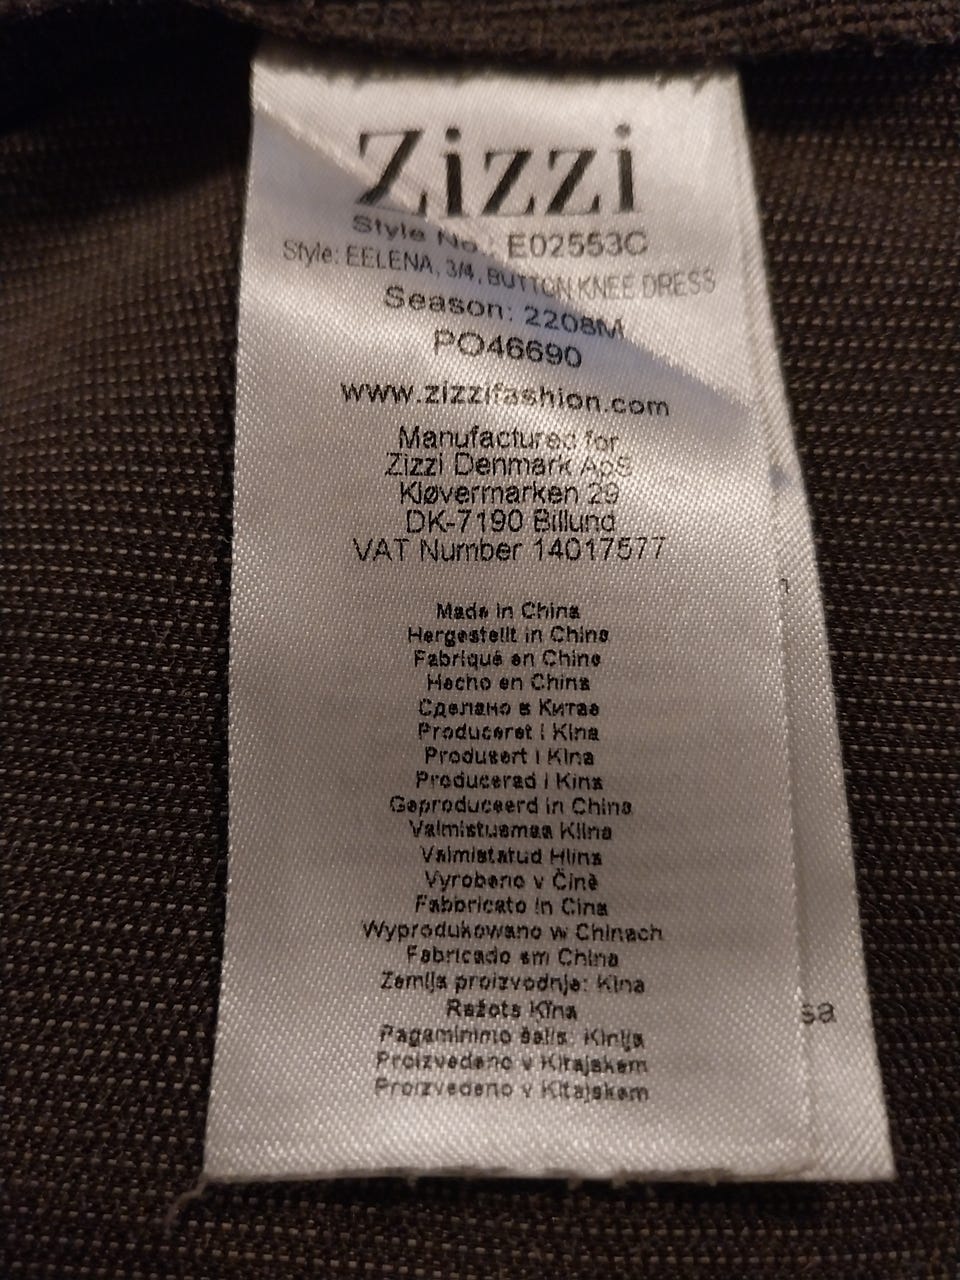 Zizzi
Style No.: E02553C
Style: EELENA, 3/4, BUTTON KNEE DRESS
Season: 2208M
PO46690
www.zizzifashion.com
Manufactured for
Zizzi Denmark ApS
Kløvermarken 29
DK-7190 Billund
VAT Number 14017577
Made in China
Hergestellt in China
Fabriqué en Chine
Hecho en China
Сделано в Китае
Produceret i Kina
Produsert i Kina
Producerad i Kina
Geproduceerd in China
Valmistusmaa Kiina
Valmistatud Hiina
Vyrobeno v Číně
Fabbricato in Cina
Wyprodukowano w Chinach
Fabricado em China
Zemlja proizvodnje: Kina
Ražots Ķīna
Pagaminimo šalis: Kinija
Proizvedeno v Kitajskem
Proizvedeno v Kitajskem
sa